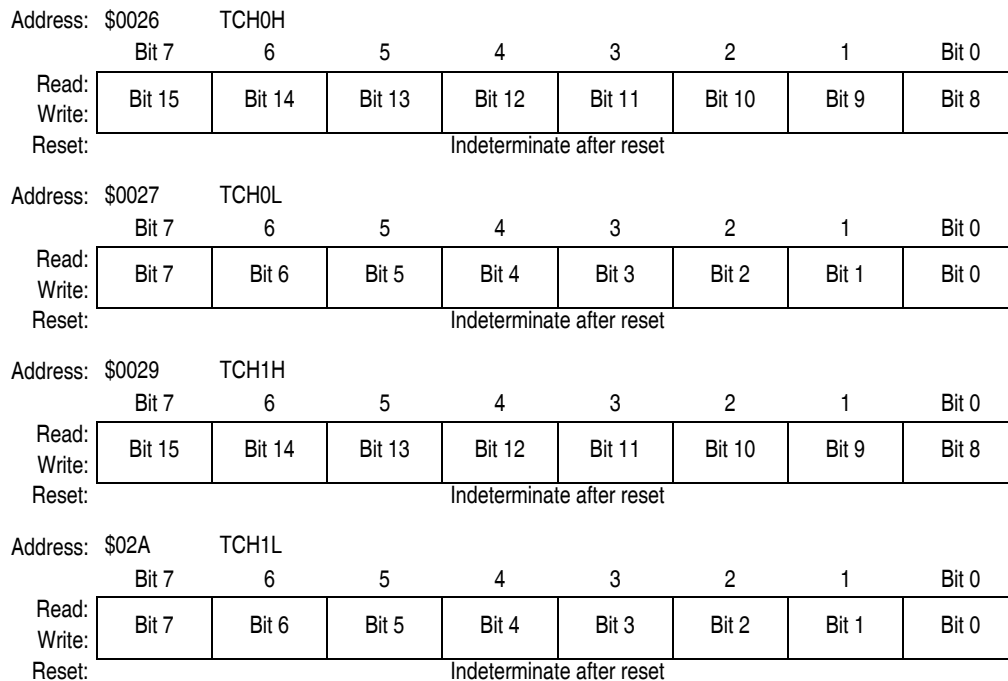 Address: $0026 TCH0H
Bit 7 6 5 4 3 2 1 Bit 0
Read:
Write:
Bit 15 Bit 14 Bit 13 Bit 12 Bit 11 Bit 10 Bit 9 Bit 8
Reset: Indeterminate after reset
Address: $0027 TCH0L
Bit 7 6 5 4 3 2 1 Bit 0
Read:
Write:
Bit 7 Bit 6 Bit 5 Bit 4 Bit 3 Bit 2 Bit 1 Bit 0
Reset: Indeterminate after reset
Address: $0029 TCH1H
Bit 7 6 5 4 3 2 1 Bit 0
Read:
Write:
Bit 15 Bit 14 Bit 13 Bit 12 Bit 11 Bit 10 Bit 9 Bit 8
Reset: Indeterminate after reset
Address: $02A TCH1L
Bit 7 6 5 4 3 2 1 Bit 0
Read:
Write:
Bit 7 Bit 6 Bit 5 Bit 4 Bit 3 Bit 2 Bit 1 Bit 0
Reset: Indeterminate after reset